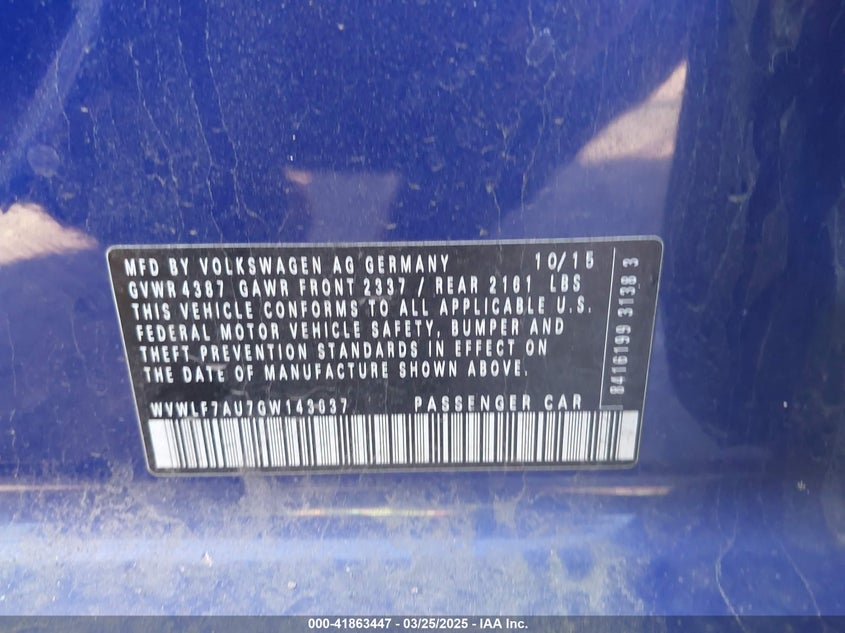 MFD BY VOLKSWAGEN AG GERMANY 10/15
GVWR 4387 GAWR FRONT 2337 / REAR 2161 LBS
THIS VEHICLE CONFORMS TO ALL APPLICABLE U.S.
FEDERAL MOTOR VEHICLE SAFETY, BUMPER AND
THEFT PREVENTION STANDARDS IN EFFECT ON
THE DATE OF MANUFACTURE SHOWN ABOVE.
WVWLF7AU7GW143037 PASSENGER CAR
8416199 31383
000-41863447 — 03/25/2025 — © IAA Inc.